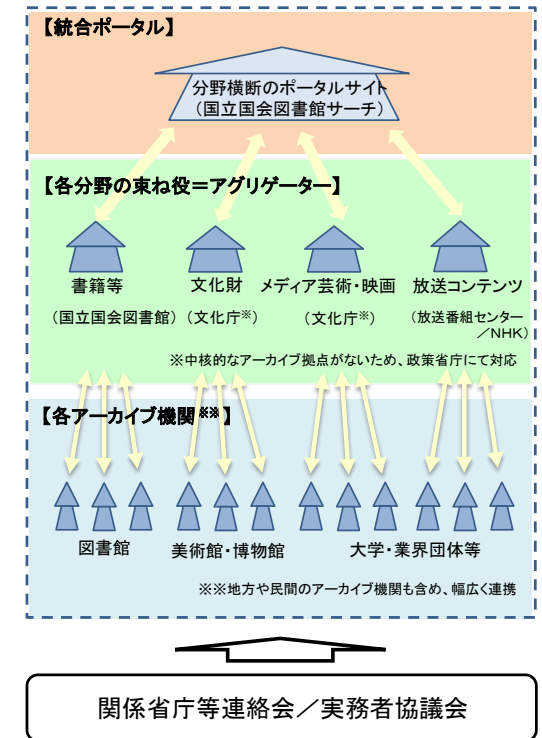 【統合ポータル】
分野横断のポータルサイト
(国立国会図書館サーチ)
【各分野の束ね役=アグリゲーター】
書籍等
文化財
メディア芸術・映画
放送コンテンツ
(国立国会図書館)
(文化庁※)
(文化庁※)
(放送番組センター
/NHK)
※中核的なアーカイブ拠点がないため、政策省庁にて対応
【各アーカイブ機関※※】
図書館
美術館・博物館
大学・業界団体等
※※地方や民間のアーカイブ機関も含め、幅広く連携
関係省庁等連絡会/実務者協議会